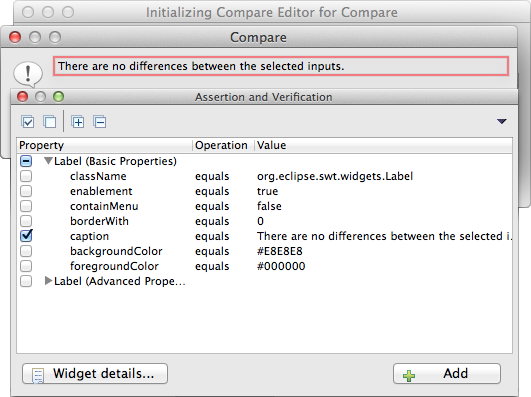 Initializing Compare Editor for Compare
Compare
There are no differences between the selected inputs.
Assertion and Verification
Property Operation Value
Label (Basic Properties)
className equals org.eclipse.swt.widgets.Label
enablement equals true
containMenu equals false
borderWith equals 0
caption equals There are no differences between the selected i..
backgroundColor equals #E8E8E8
foregroundColor equals #000000
Label (Advanced Prope...
Widget details... Add